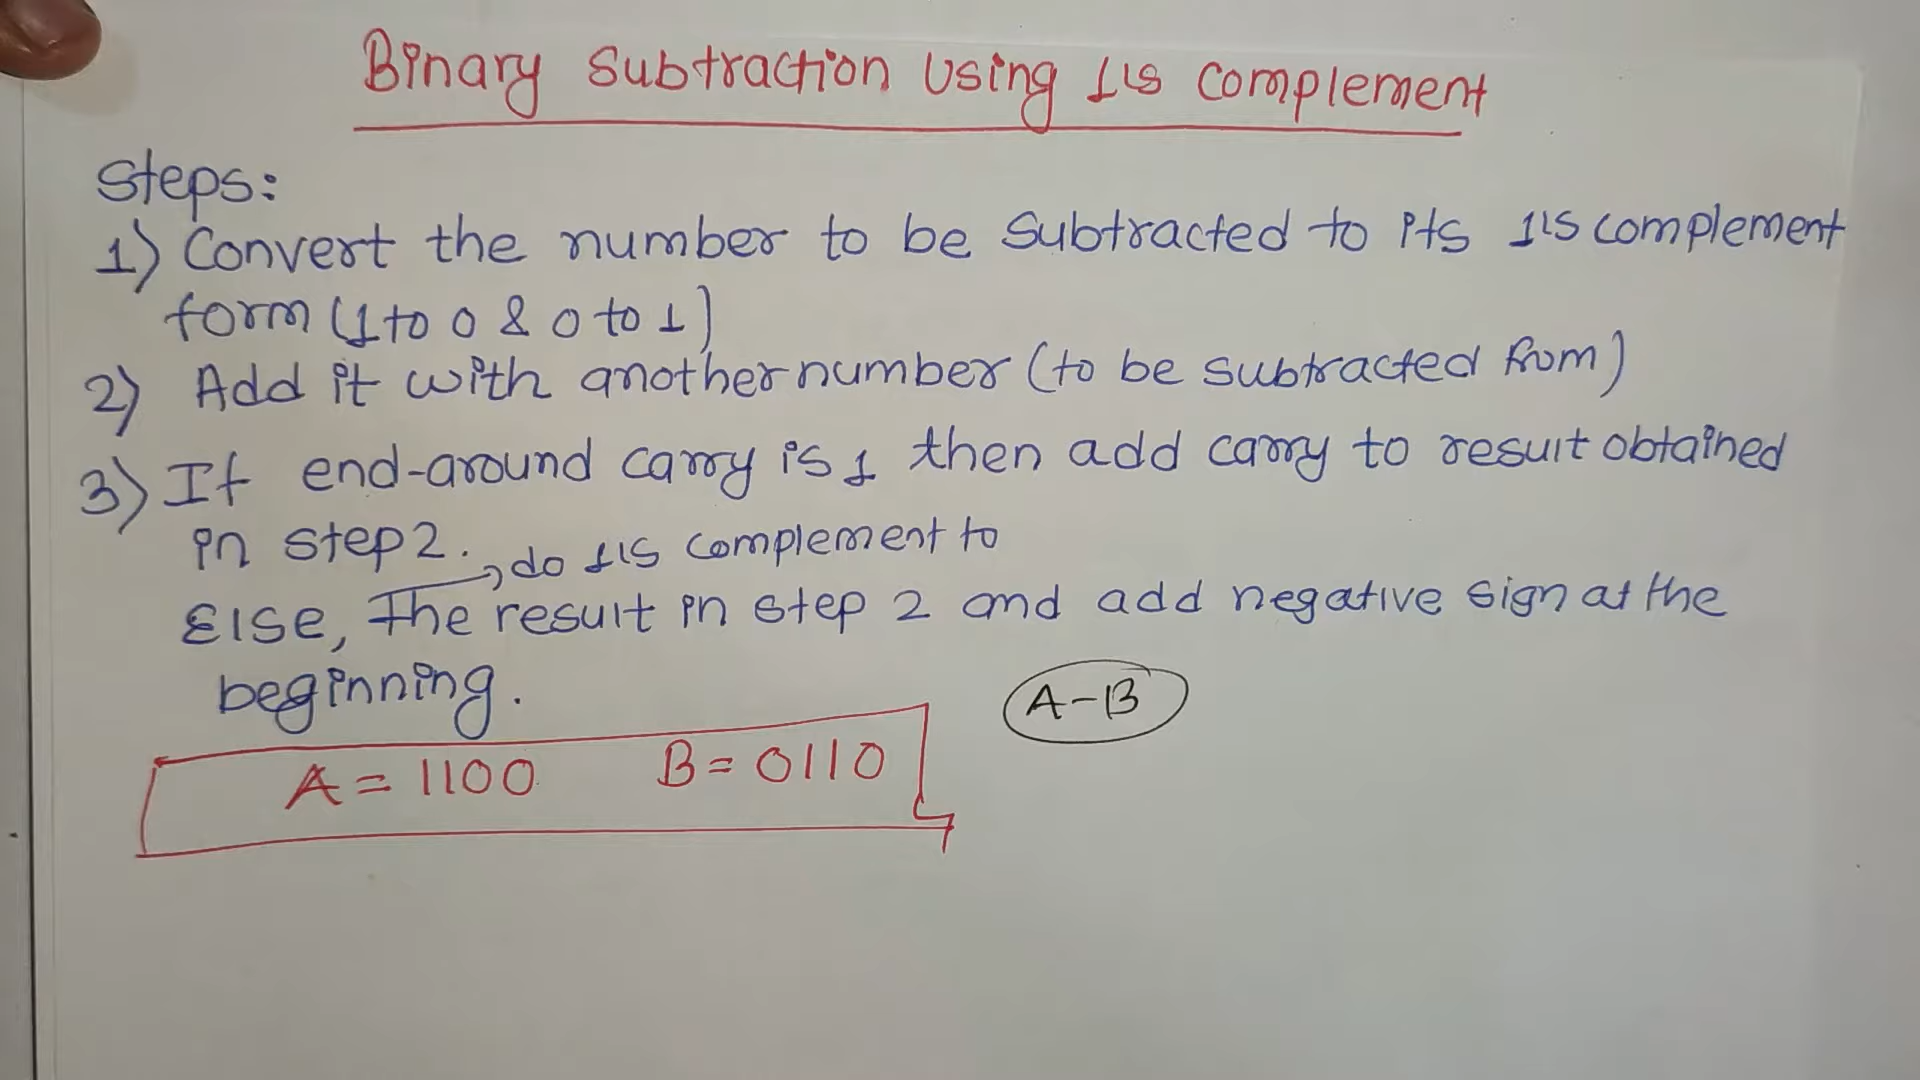 Binary Subtraction Using 1's Complement
Steps:
1) Convert the number to be Subtracted to its 1's complement
form (1 to 0 & 0 to 1)
2) Add it with another number (to be subtracted from)
3) If end-around carry is 1 then add carry to result obtained
in step 2.
do 1's complement to
Else, The result in step 2 and add negative sign at the
beginning.
A-B
A = 1100 B = 0110